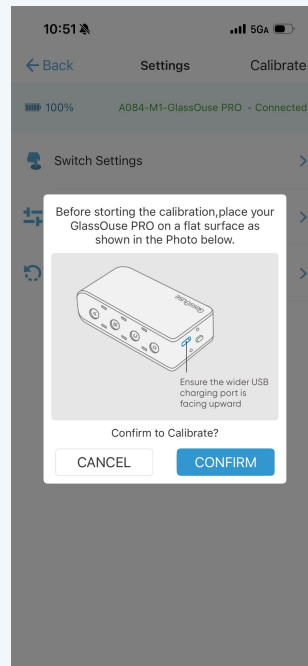 10:51
5GA
Back
Settings
Calibrate
100%
A084-M1-GlassOuse PRO - Connected
Switch Settings
Before storting the calibration,place your
GlassOuse PRO on a flat surface as
shown in the Photo below.
GLASSOUSE
Ensure the wider USB
charging port is
facing upward
Confirm to Calibrate?
CANCEL
CONFIRM